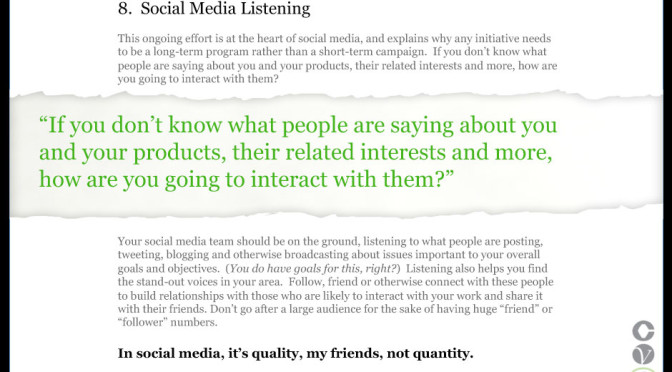 8. Social Media Listening
This ongoing effort is at the heart of social media, and explains why any initiative needs
to be a long-term program rather than a short-term campaign. If you don’t know what
people are saying about you and your products, their related interests and more, how are
you going to interact with them?
“If you don’t know what people are saying about you
and your products, their related interests and more,
how are you going to interact with them?”
Your social media team should be on the ground, listening to what people are posting,
tweeting, blogging and otherwise broadcasting about issues important to your overall
goals and objectives. (You do have goals for this, right?) Listening also helps you find
the stand-out voices in your area. Follow, friend or otherwise connect with these people
to build relationships with those who are likely to interact with your work and share it
with their friends. Don’t go after a large audience for the sake of having huge “friend” or
“follower” numbers.
In social media, it’s quality, my friends, not quantity.